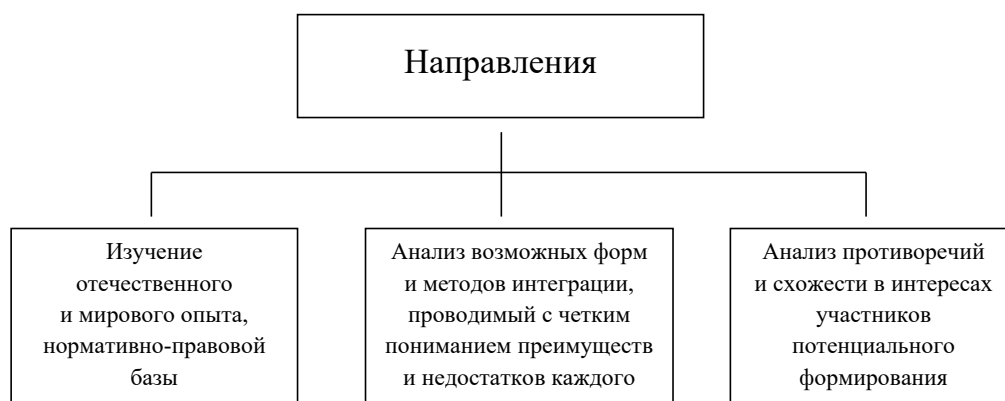 Направления
Изучение
отечественного
и мирового опыта,
нормативно-правовой
базы
Анализ возможных форм
и методов интеграции,
проводимый с четким
пониманием преимуществ
и недостатков каждого
Анализ противоречий
и схожести в интересах
участников
потенциального
формирования